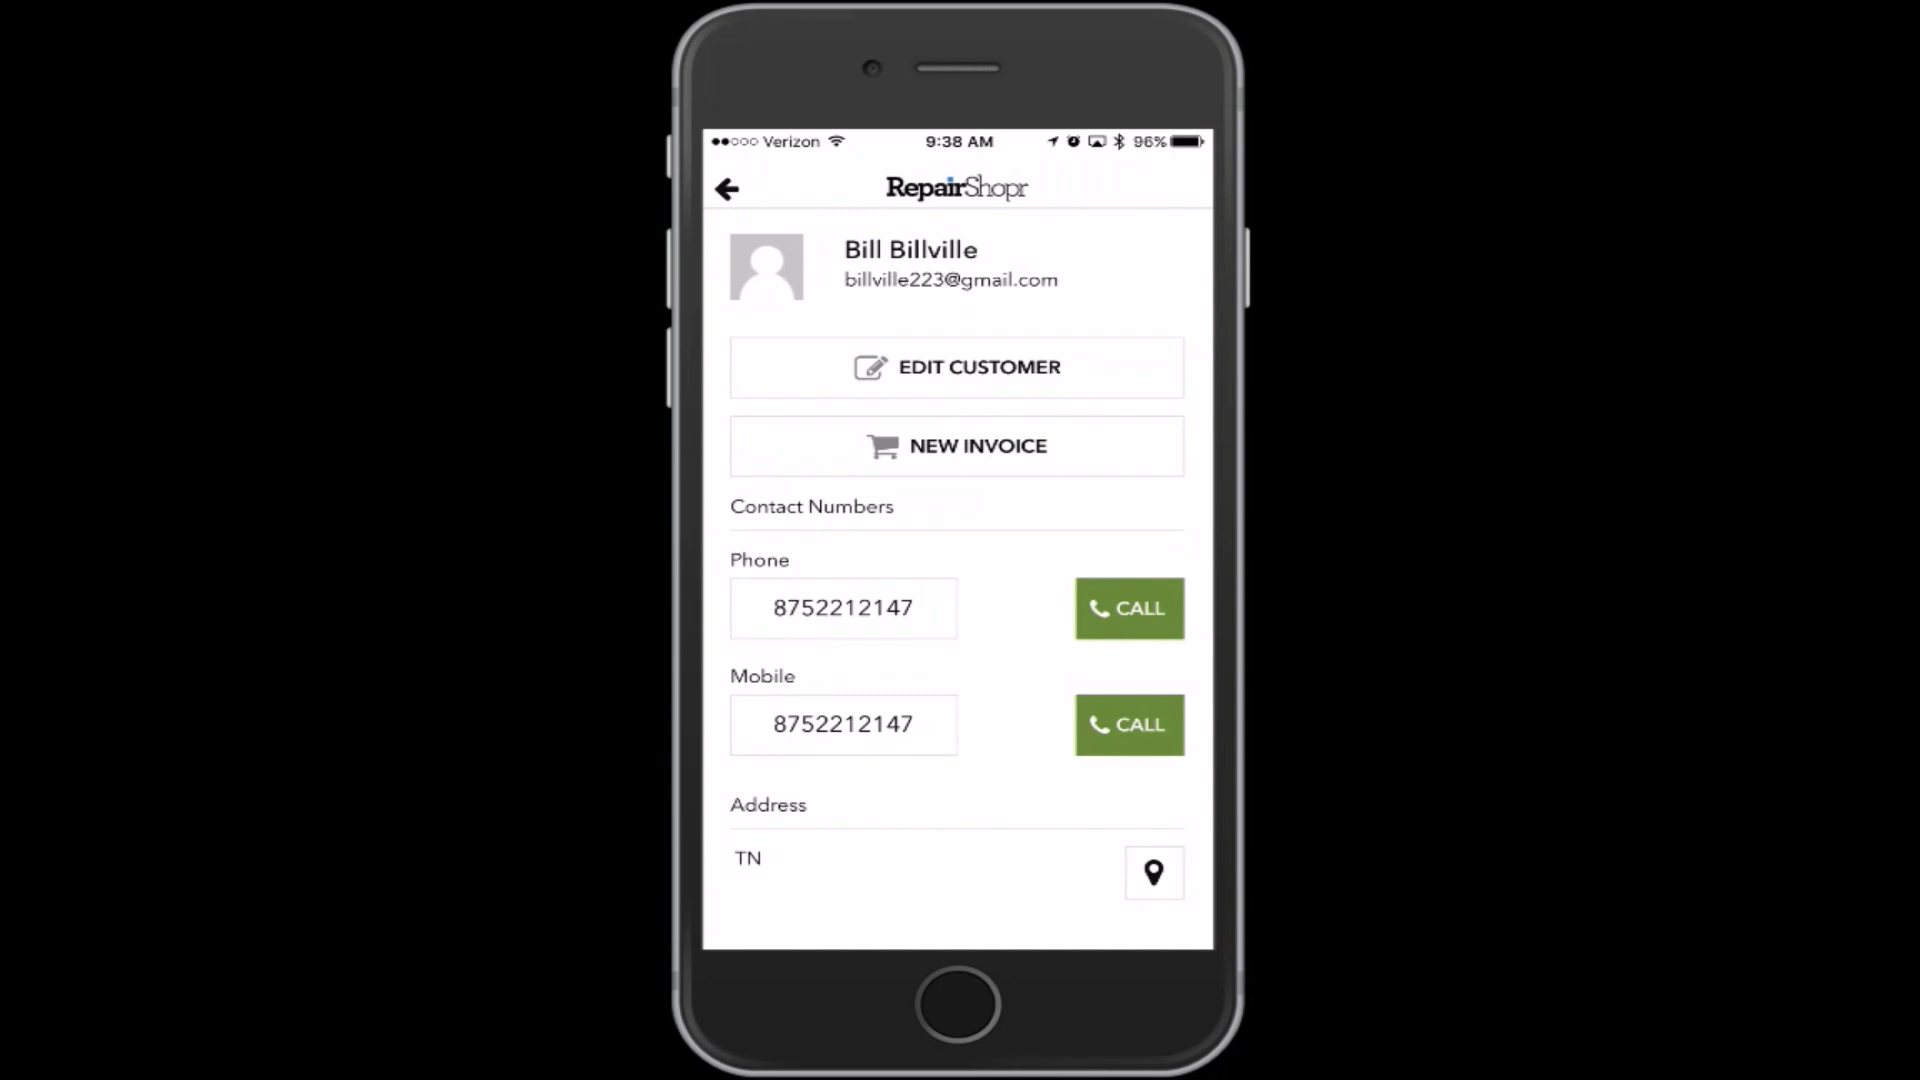 Verizon 9:38 AM 96%
RepairShopr
Bill Billville
billville223@gmail.com
EDIT CUSTOMER
NEW INVOICE
Contact Numbers
Phone
8752212147 CALL
Mobile
8752212147 CALL
Address
TN